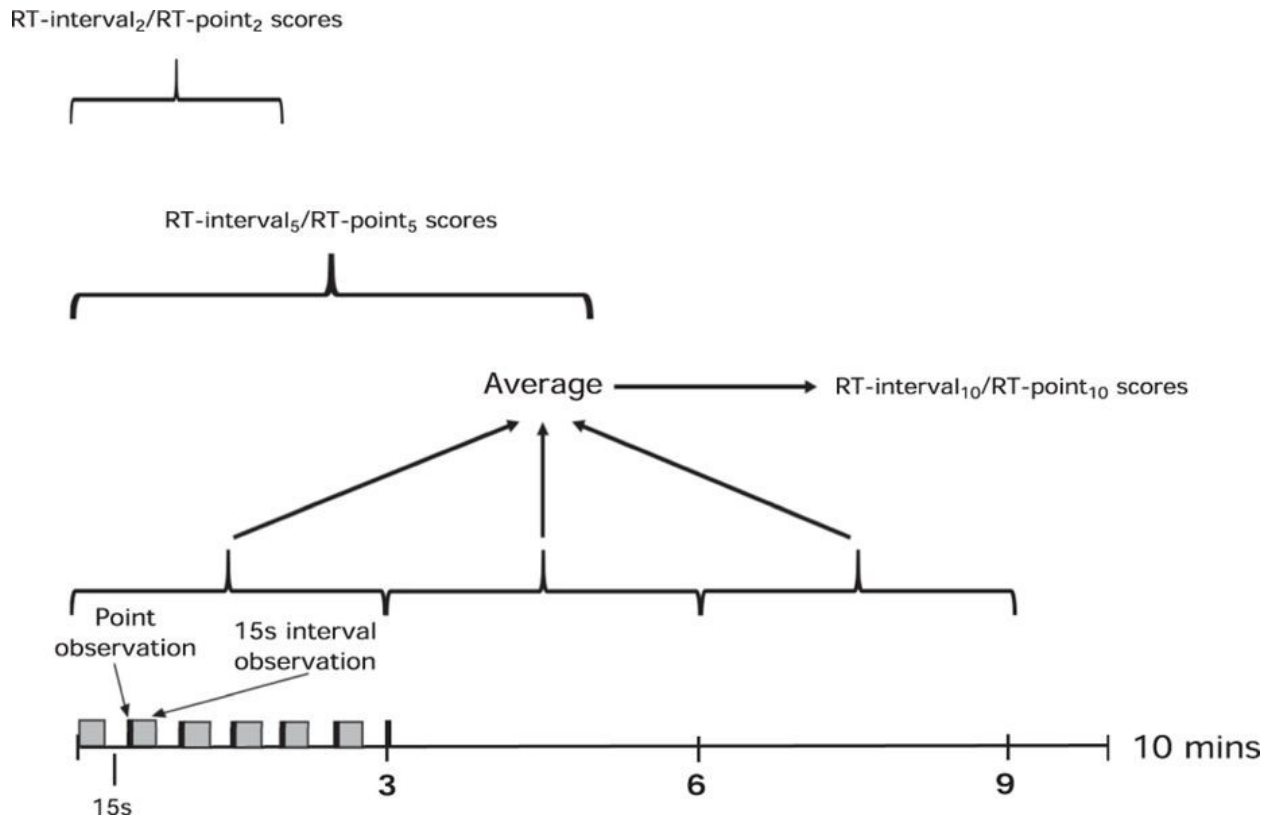 RT-interval₂/RT-point₂ scores
RT-interval₅/RT-point₅ scores
Average
RT-interval₁₀/RT-point₁₀ scores
Point
observation
15s interval
observation
10 mins
3
6
9
15s